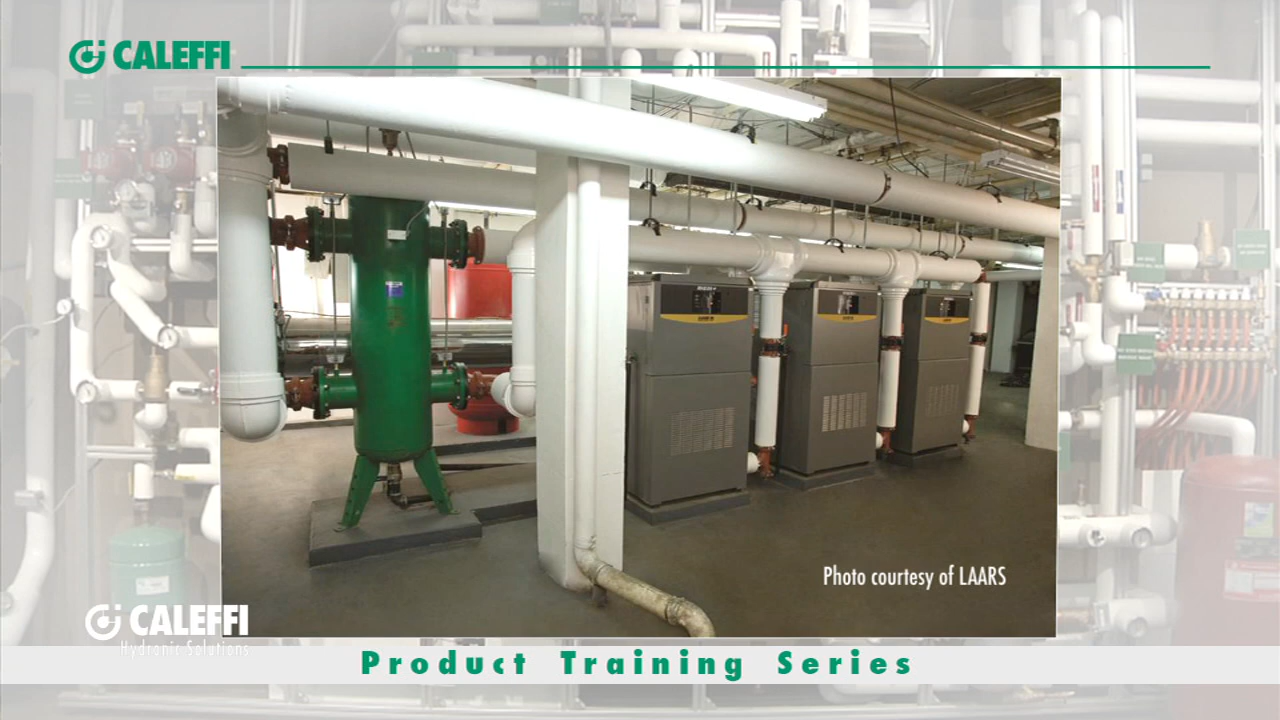 CALEFFI
Photo courtesy of LAARS
CALEFFI
Hydronic Solutions
Product Training Series